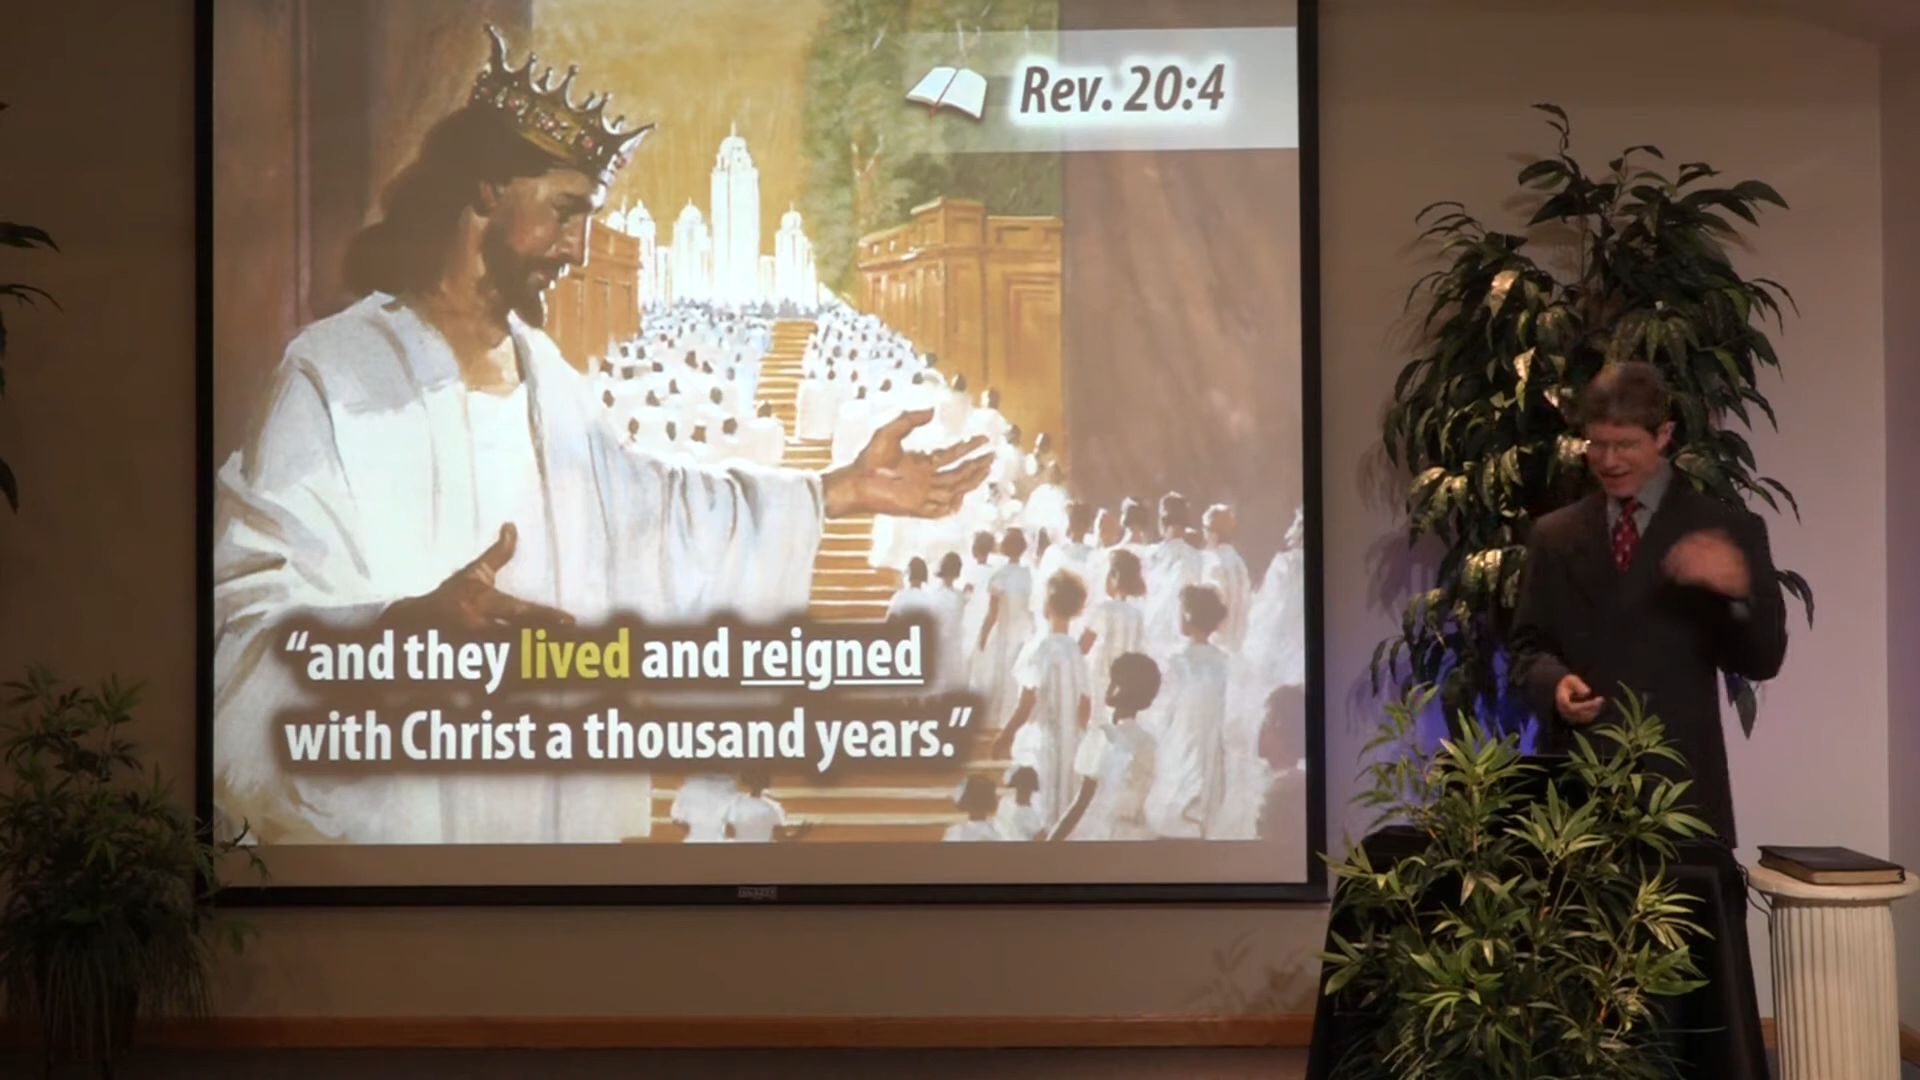 Rev. 20:4
“and they lived and reigned
with Christ a thousand years.”